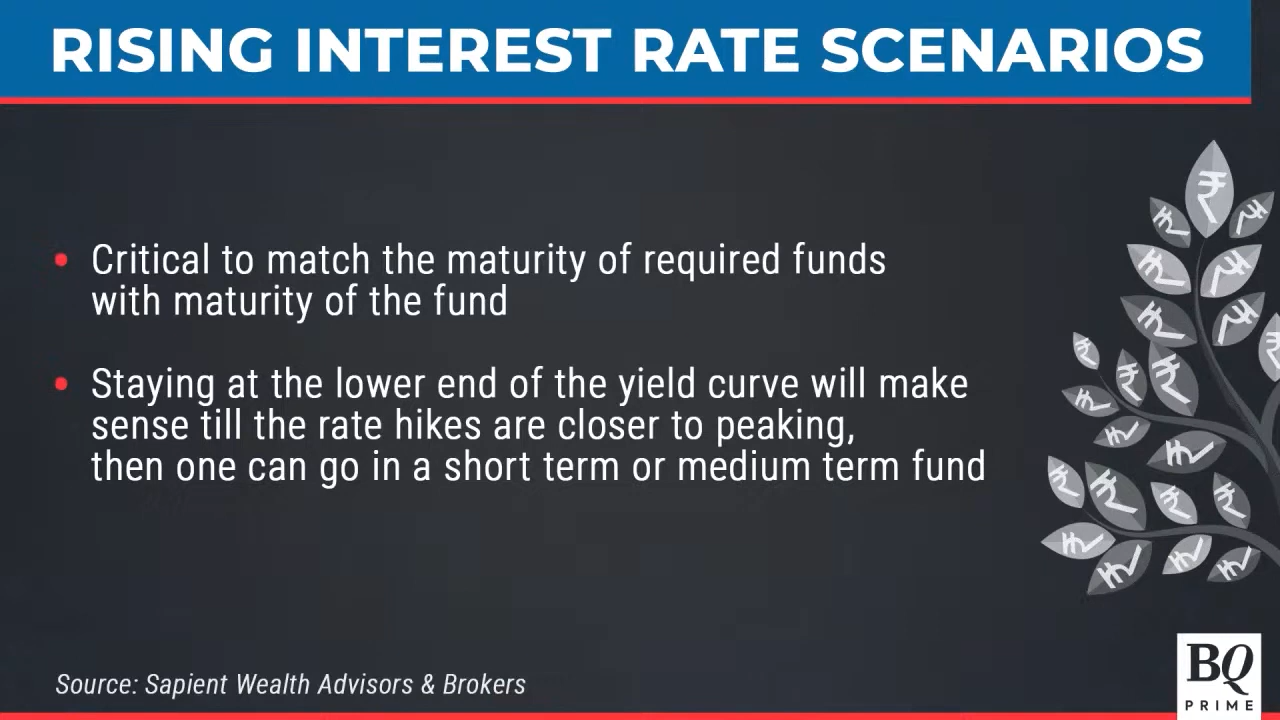 RISING INTEREST RATE SCENARIOS
• Critical to match the maturity of required funds
with maturity of the fund
• Staying at the lower end of the yield curve will make
sense till the rate hikes are closer to peaking,
then one can go in a short term or medium term fund
Source: Sapient Wealth Advisors & Brokers
BQ
PRIME